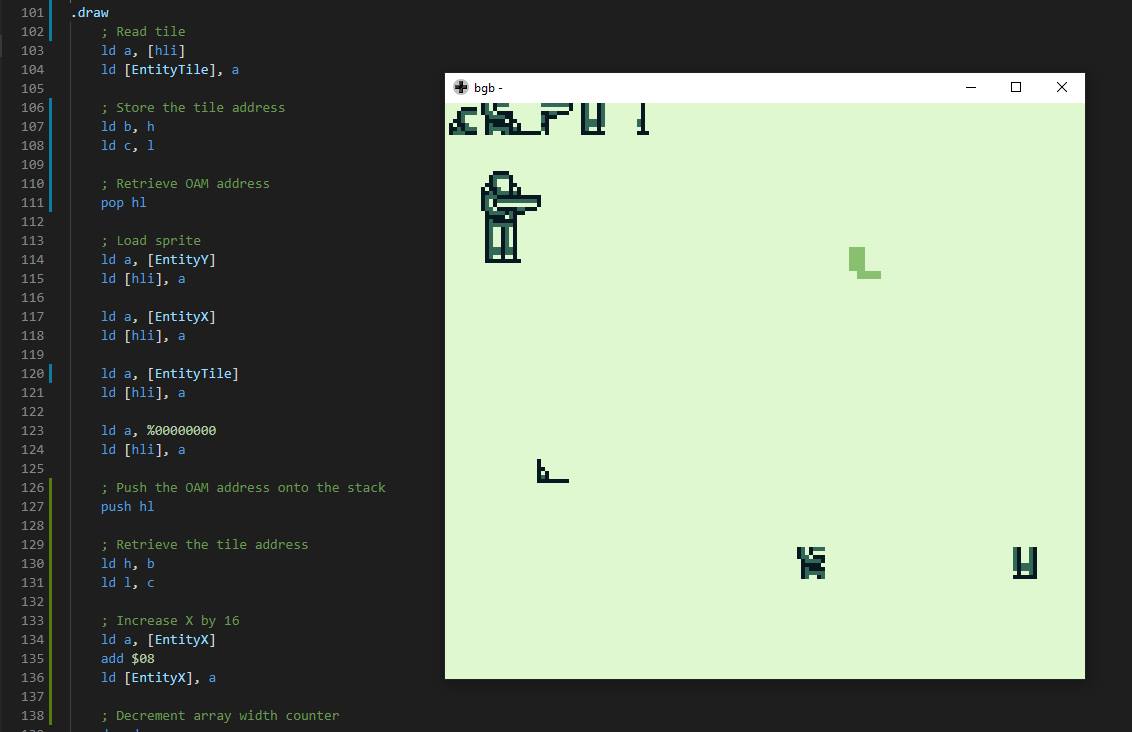 101 .draw
102 ; Read tile
103 ld a, [hli]
104 ld [EntityTile], a
105
106 ; Store the tile address
107 ld b, h
108 ld c, l
109
110 ; Retrieve OAM address
111 pop hl
112
113 ; Load sprite
114 ld a, [EntityY]
115 ld [hli], a
116
117 ld a, [EntityX]
118 ld [hli], a
119
120 ld a, [EntityTile]
121 ld [hli], a
122
123 ld a, %00000000
124 ld [hli], a
125
126 ; Push the OAM address onto the stack
127 push hl
128
129 ; Retrieve the tile address
130 ld h, b
131 ld l, c
132
133 ; Increase X by 16
134 ld a, [EntityX]
135 add $08
136 ld [EntityX], a
137
138 ; Decrement array width counter
bgb -